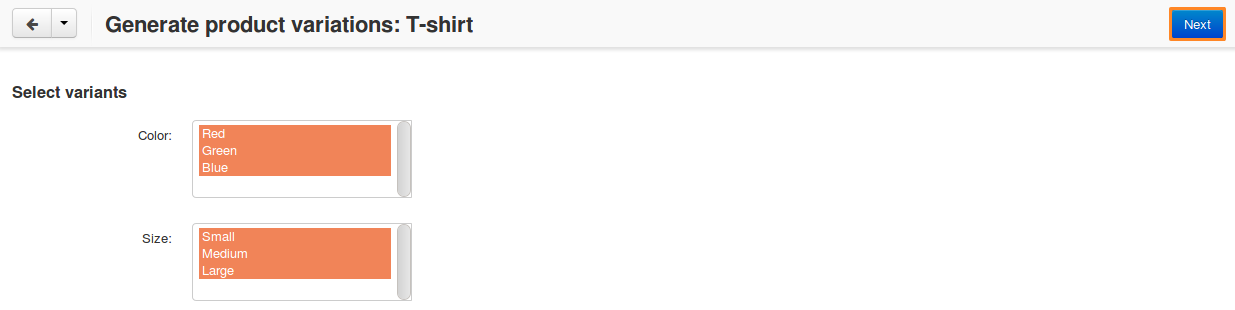 Generate product variations: T-shirt
Next
Select variants
Color:
Red
Green
Blue
Size:
Small
Medium
Large